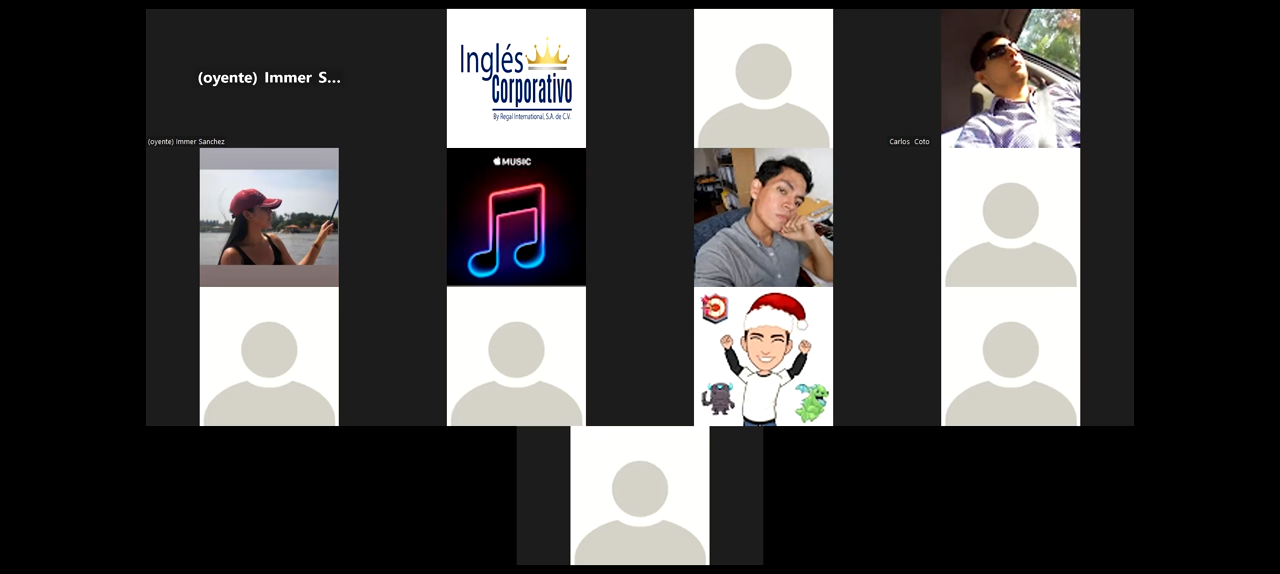 (oyente) Immer S...
(oyente) Immer Sanchez
Inglés
Corporativo
By Regal International, S.A. de C.V.
Carlos Coto
MUSIC